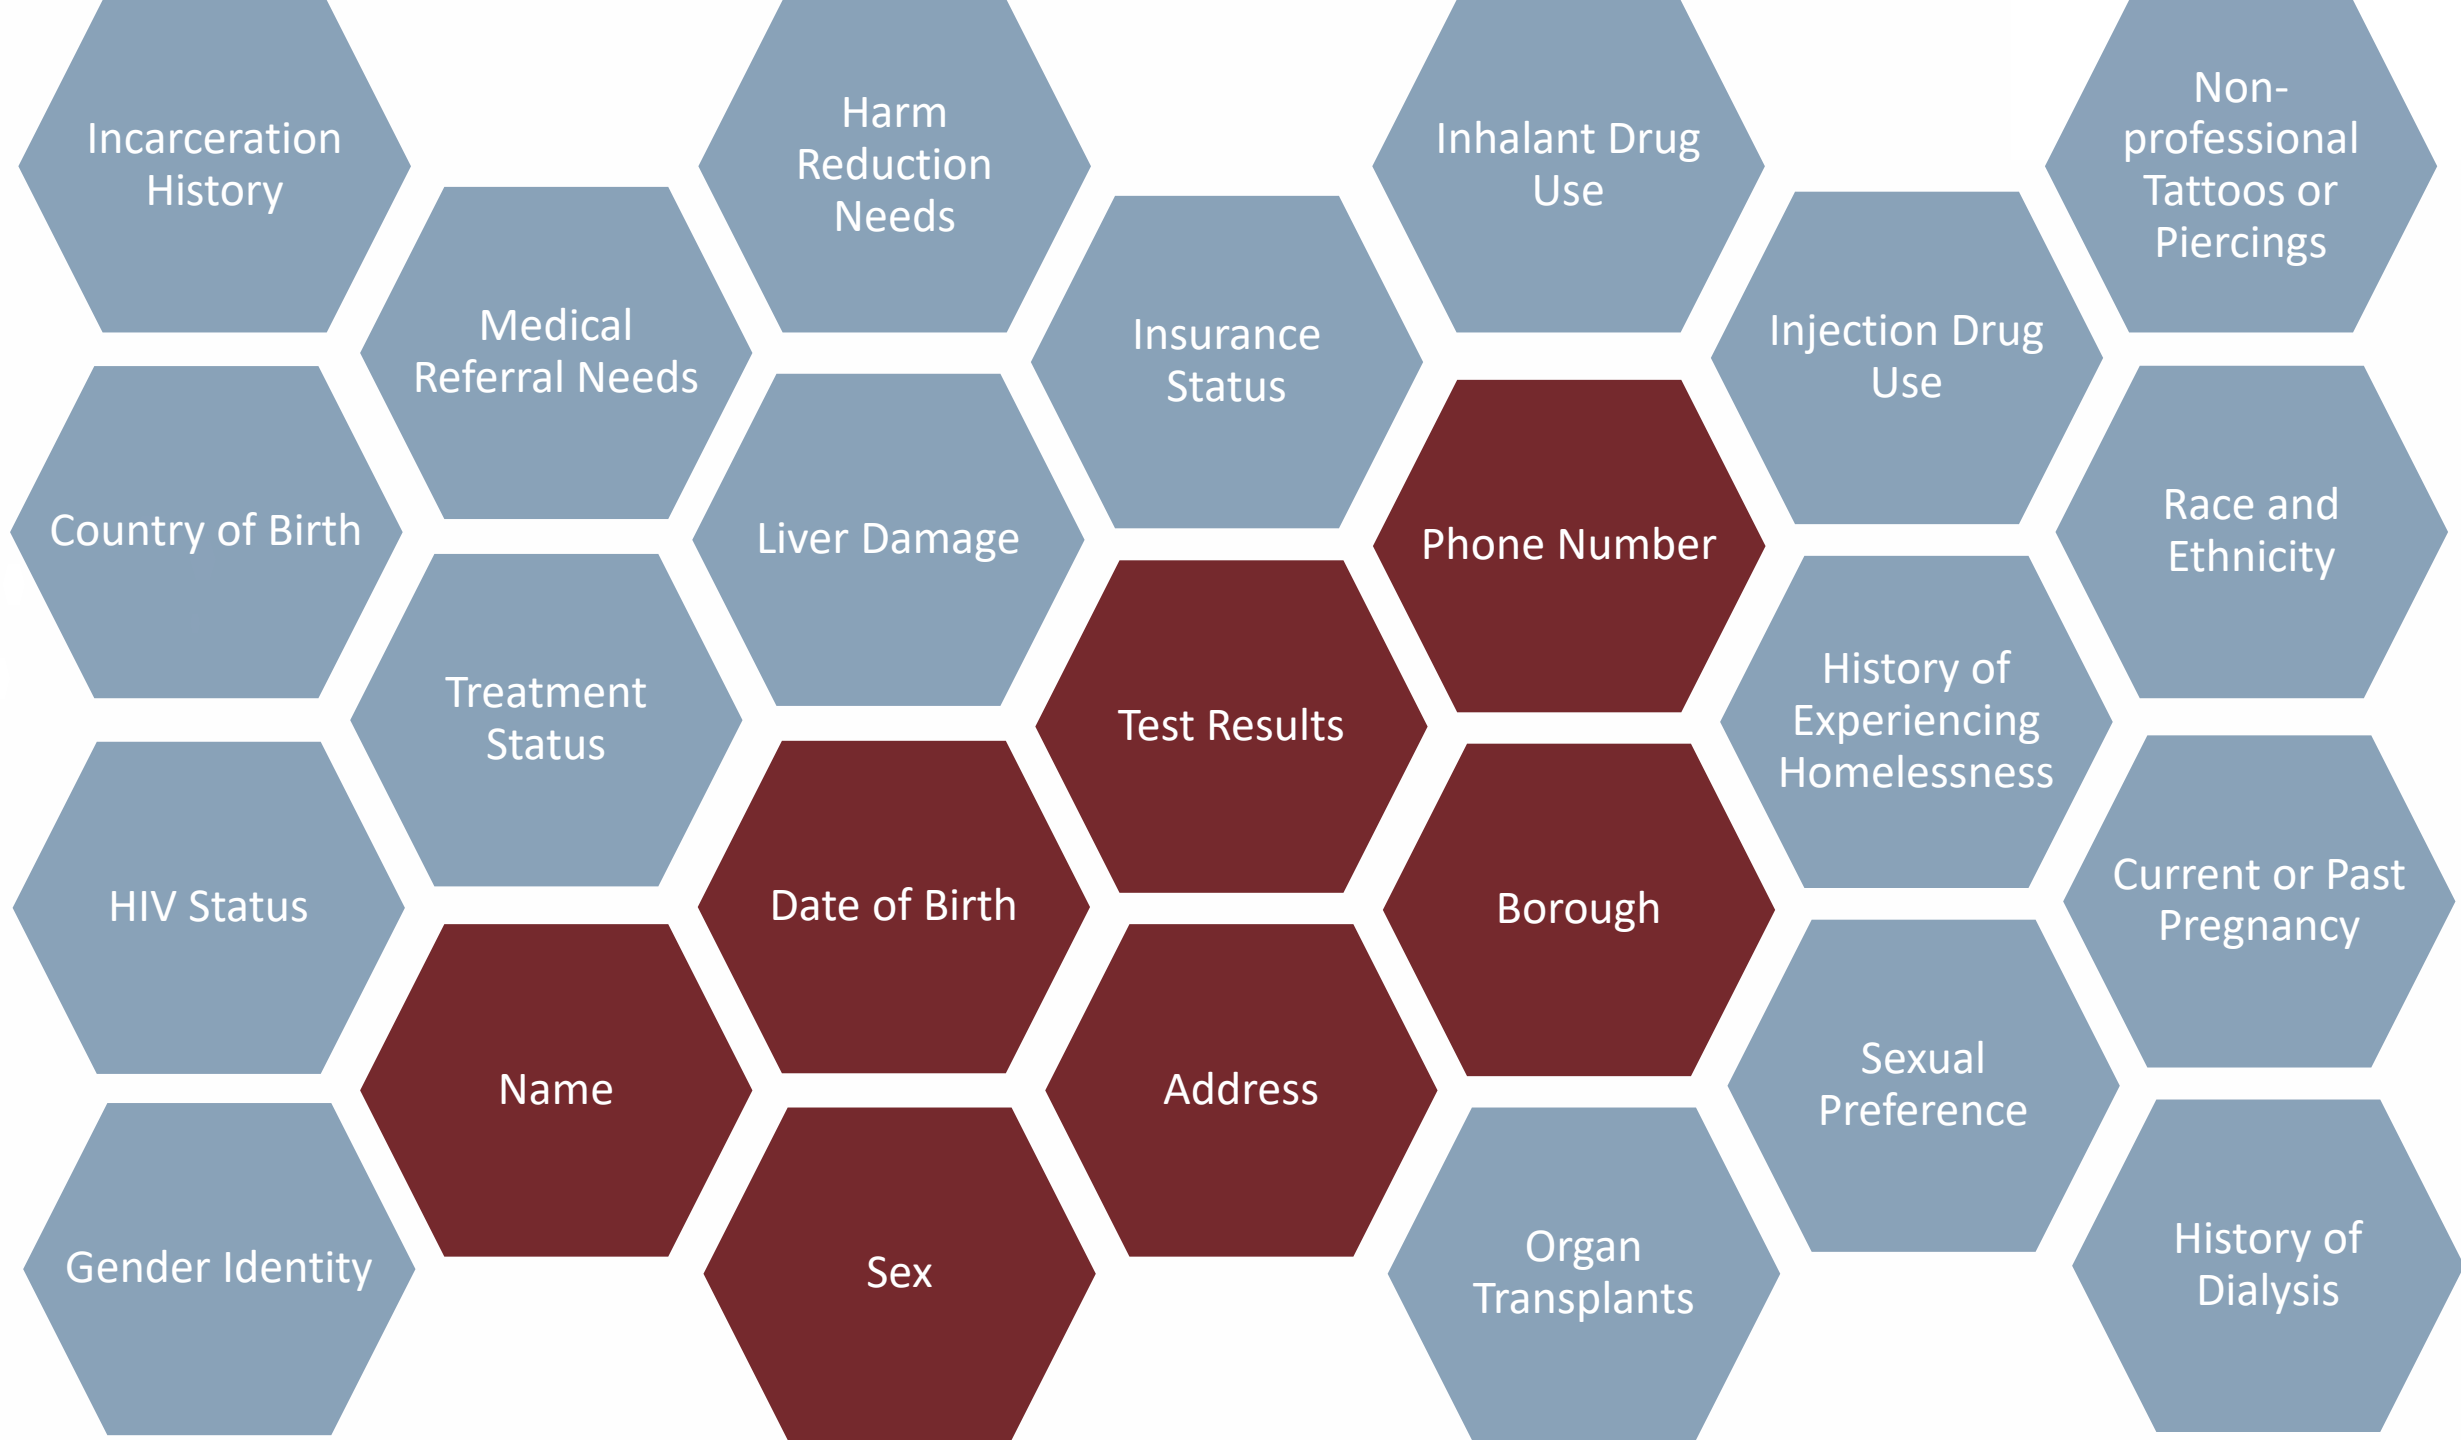 Incarceration
History
Harm
Reduction
Needs
Inhalant Drug
Use
Non-
professional
Tattoos or
Piercings
Medical
Referral Needs
Insurance
Status
Injection Drug
Use
Country of Birth
Liver Damage
Phone Number
Race and
Ethnicity
Treatment
Status
Test Results
History of
Experiencing
Homelessness
HIV Status
Date of Birth
Borough
Current or Past
Pregnancy
Name
Address
Sexual
Preference
Gender Identity
Sex
Organ
Transplants
History of
Dialysis